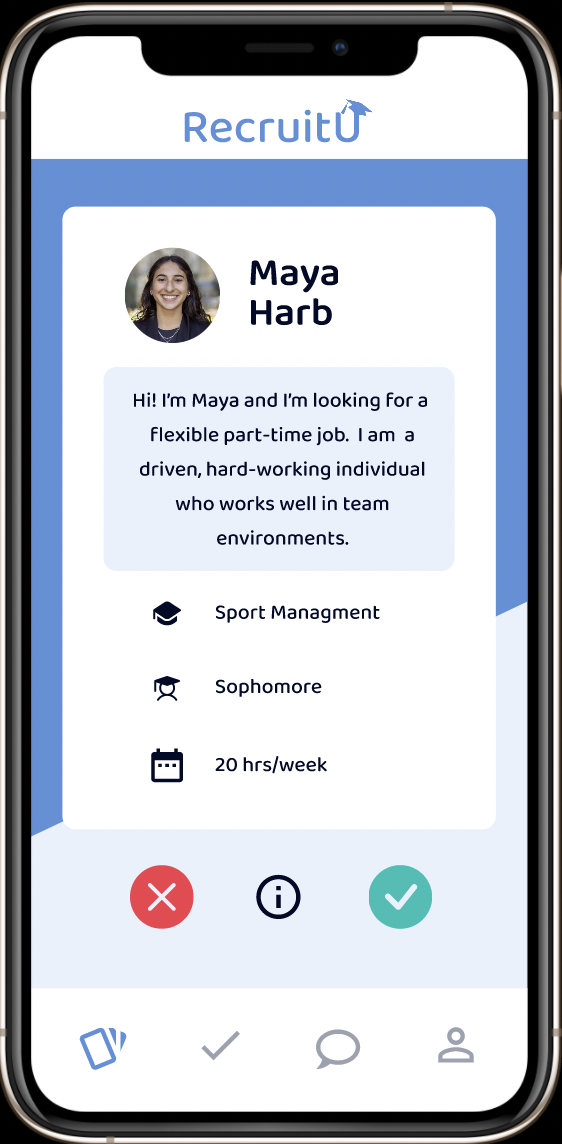 RecruitU
Maya
Harb
Hi! I'm Maya and I'm looking for a
flexible part-time job. I am a
driven, hard-working individual
who works well in team
environments.
Sport Managment
Sophomore
20 hrs/week